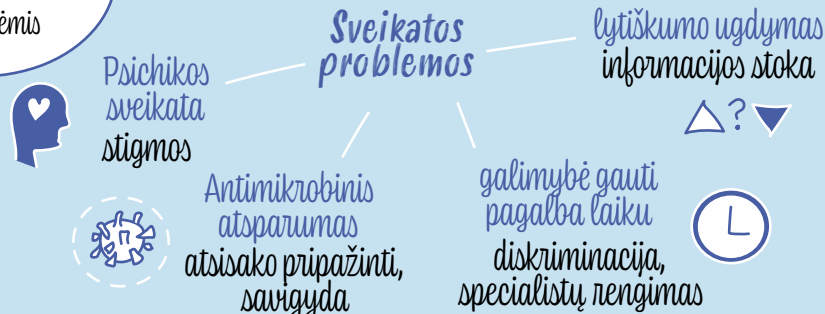 ėmis
Sveikatos
problemos
lytiškumo ugdymas
informacijos stoka
Psichikos
sveikata
stigmos
?
Antimikrobinis
atsparumas
atsisako pripažinti,
savigyda
galimybė gauti
pagalba laiku
diskriminacija,
specialistų rengimas